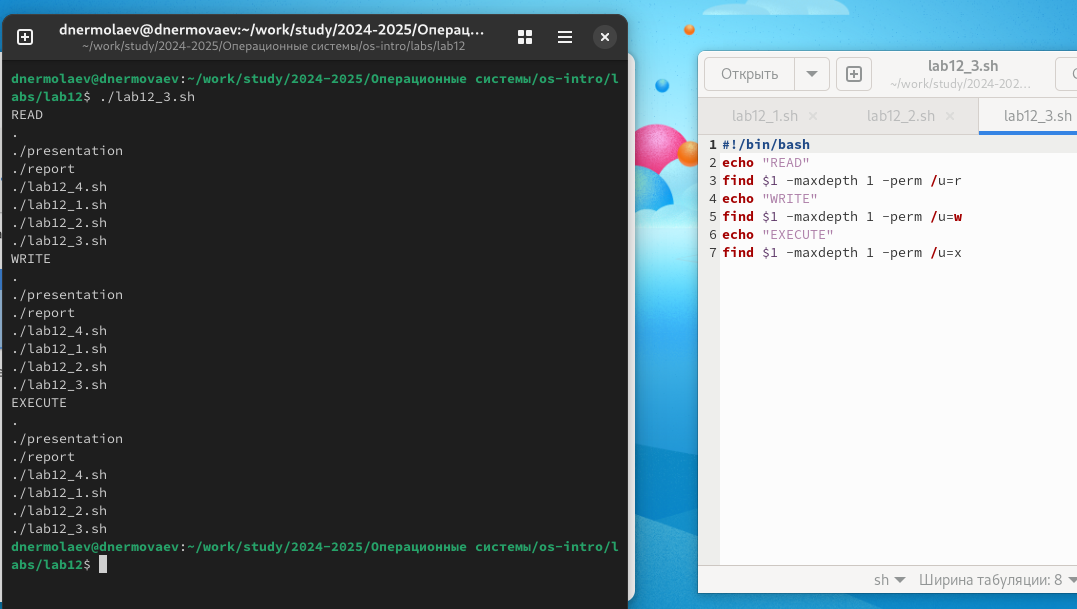 dnermolaev@dnermovaev:~/work/study/2024-2025/Операц...
~/work/study/2024-2025/Операционные системы/os-intro/labs/lab12
dnermolaev@dnermovaev:~/work/study/2024-2025/Операционные системы/os-intro/l
abs/lab12$ ./lab12_3.sh
READ
.
./presentation
./report
./lab12_4.sh
./lab12_1.sh
./lab12_2.sh
./lab12_3.sh
WRITE
.
./presentation
./report
./lab12_4.sh
./lab12_1.sh
./lab12_2.sh
./lab12_3.sh
EXECUTE
.
./presentation
./report
./lab12_4.sh
./lab12_1.sh
./lab12_2.sh
./lab12_3.sh
dnermolaev@dnermovaev:~/work/study/2024-2025/Операционные системы/os-intro/l
abs/lab12$
Открыть
lab12_3.sh
~/work/study/2024-202...
lab12_1.sh × lab12_2.sh × lab12_3.sh
1 #!/bin/bash
2 echo "READ"
3 find $1 -maxdepth 1 -perm /u=r
4 echo "WRITE"
5 find $1 -maxdepth 1 -perm /u=w
6 echo "EXECUTE"
7 find $1 -maxdepth 1 -perm /u=x
sh Ширина табуляции: 8